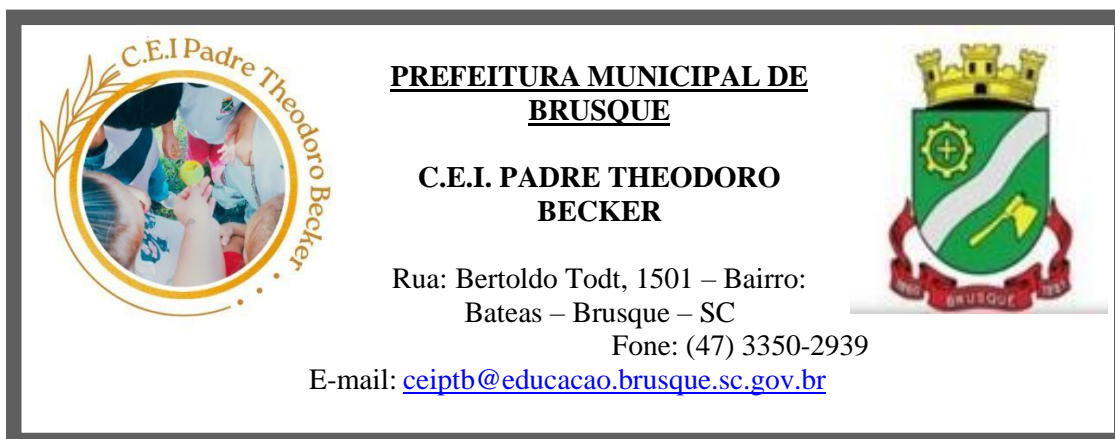 C.E.I Padre Theodoro Becker
PREFEITURA MUNICIPAL DE
BRUSQUE
C.E.I. PADRE THEODORO
BECKER
Rua: Bertoldo Todt, 1501 – Bairro:
Bateas – Brusque – SC
Fone: (47) 3350-2939
E-mail: ceiptb@educacao.brusque.sc.gov.br
BRUSQUE